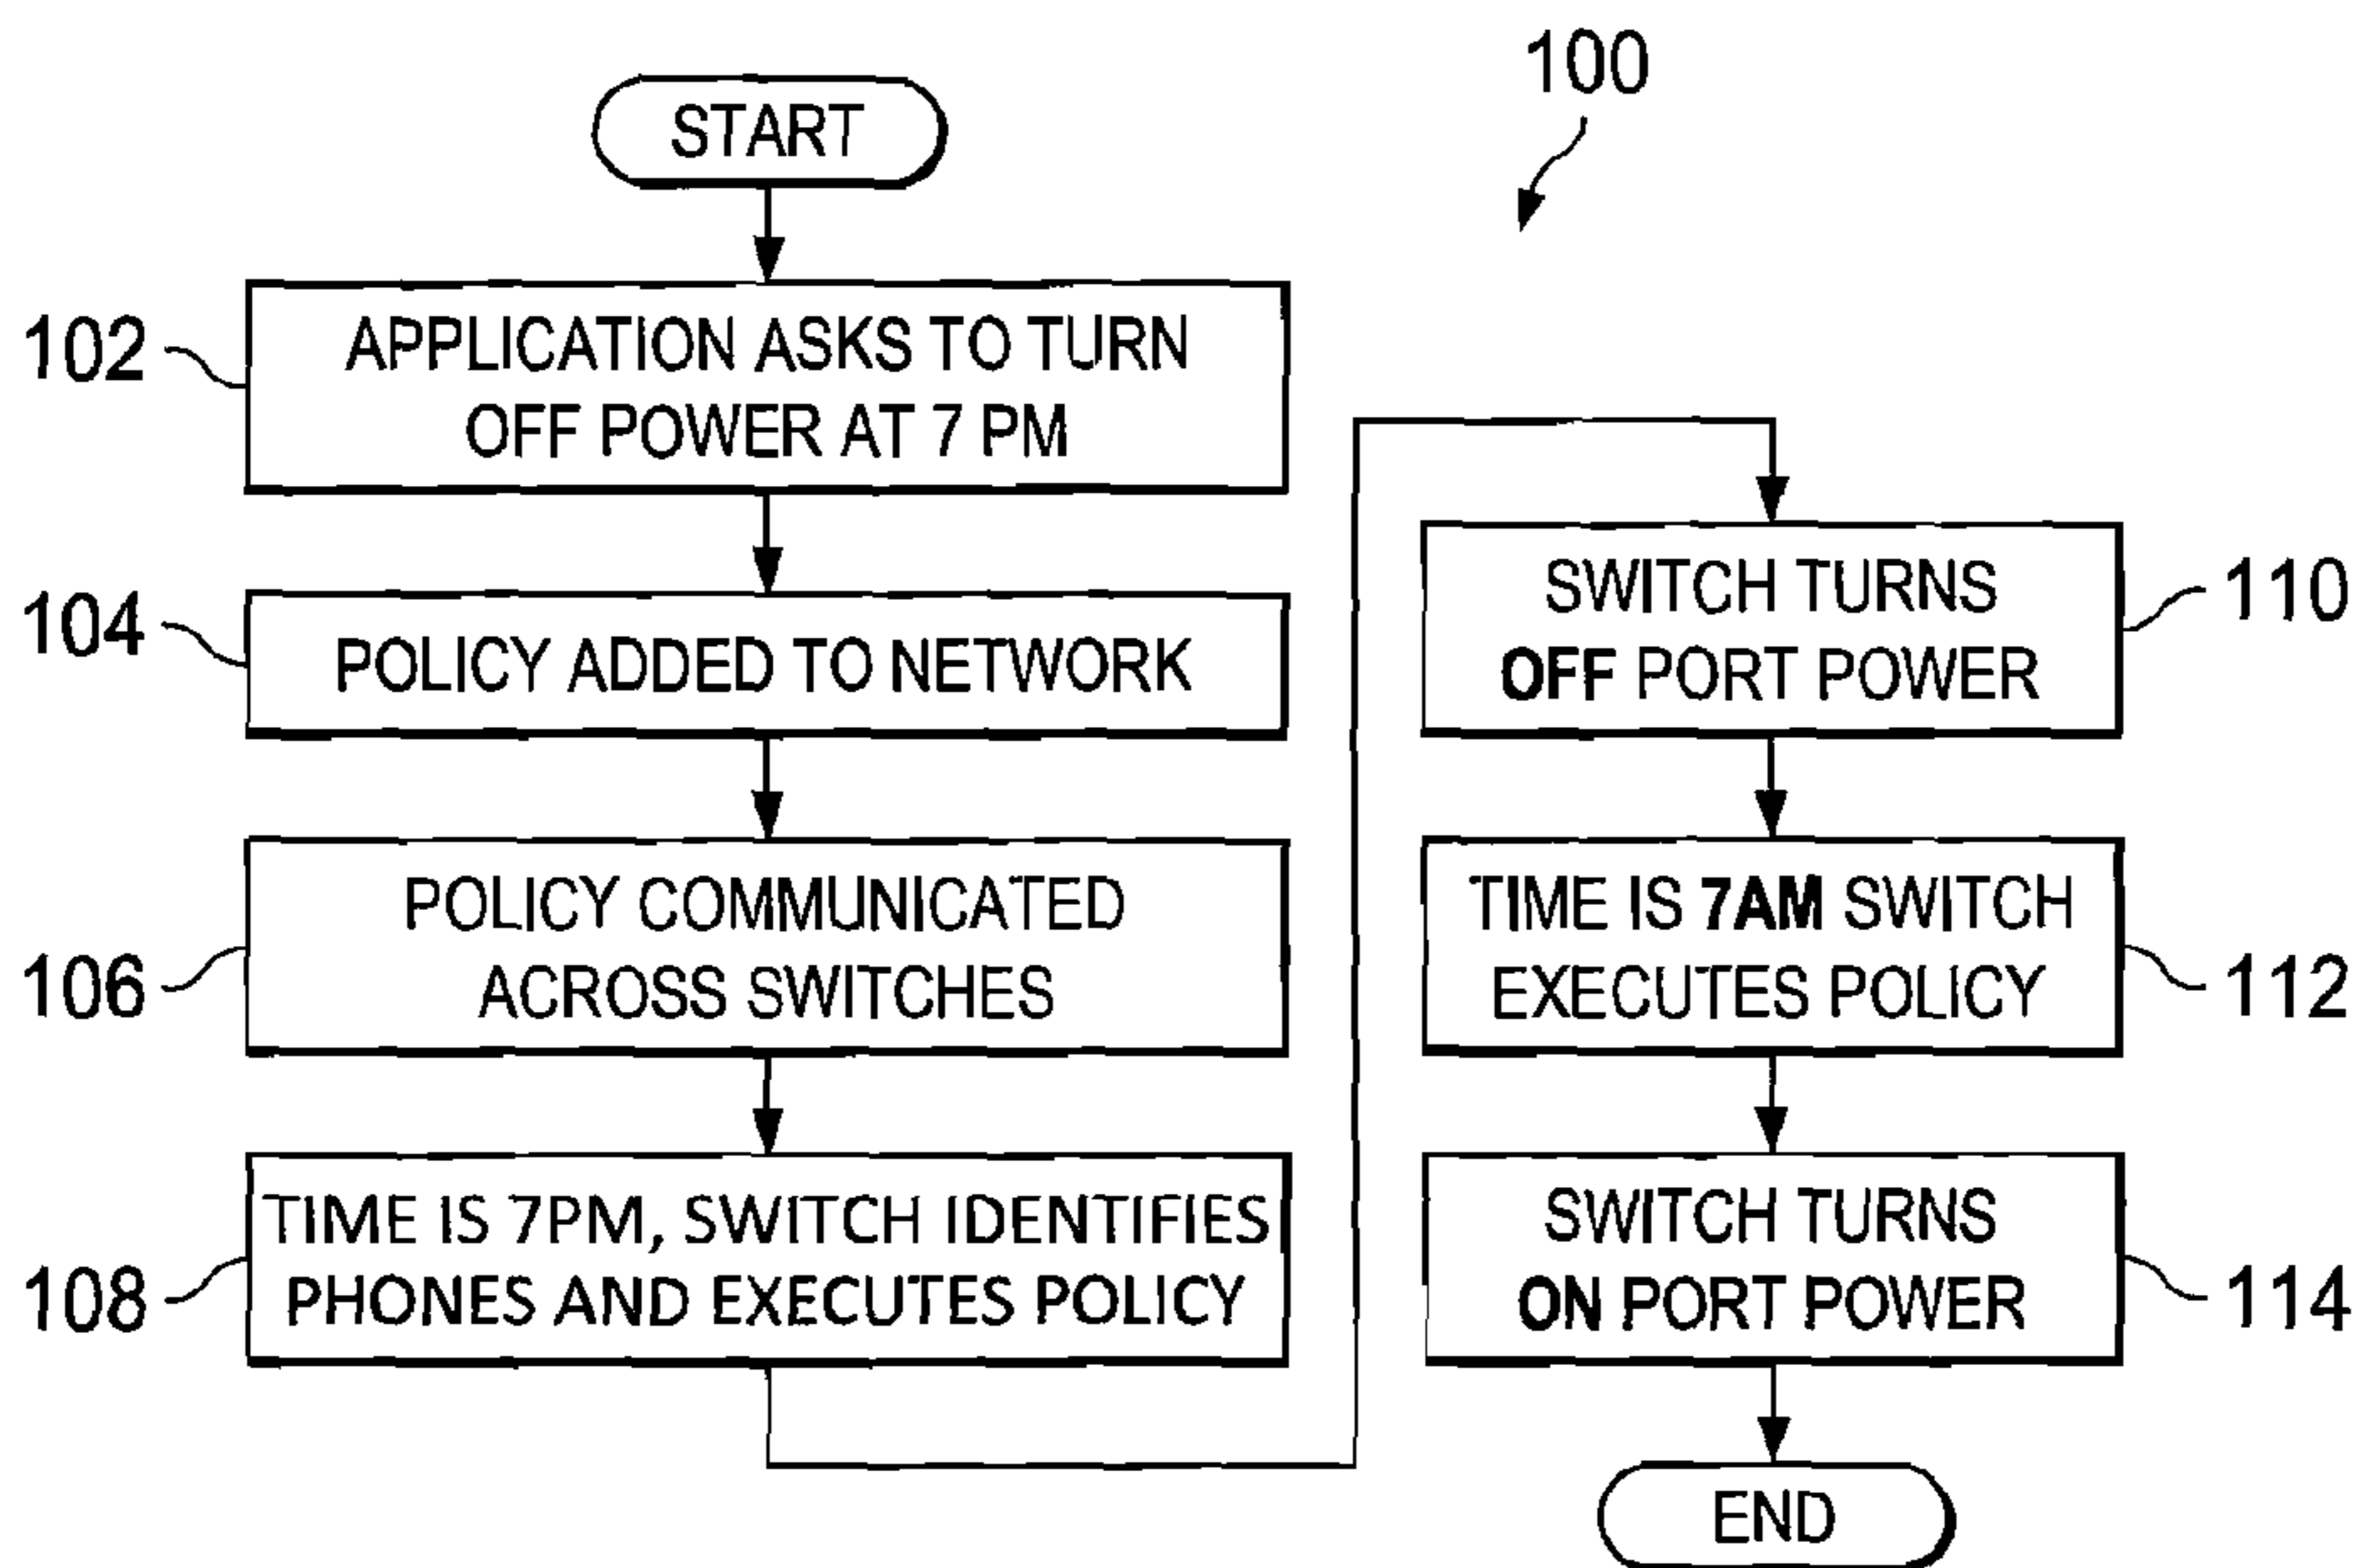 100
START
102
APPLICATION ASKS TO TURN
OFF POWER AT 7 PM
104
POLICY ADDED TO NETWORK
106
POLICY COMMUNICATED
ACROSS SWITCHES
108
TIME IS 7PM, SWITCH IDENTIFIES
PHONES AND EXECUTES POLICY
SWITCH TURNS
OFF PORT POWER
110
TIME IS 7AM SWITCH
EXECUTES POLICY
112
SWITCH TURNS
ON PORT POWER
114
END